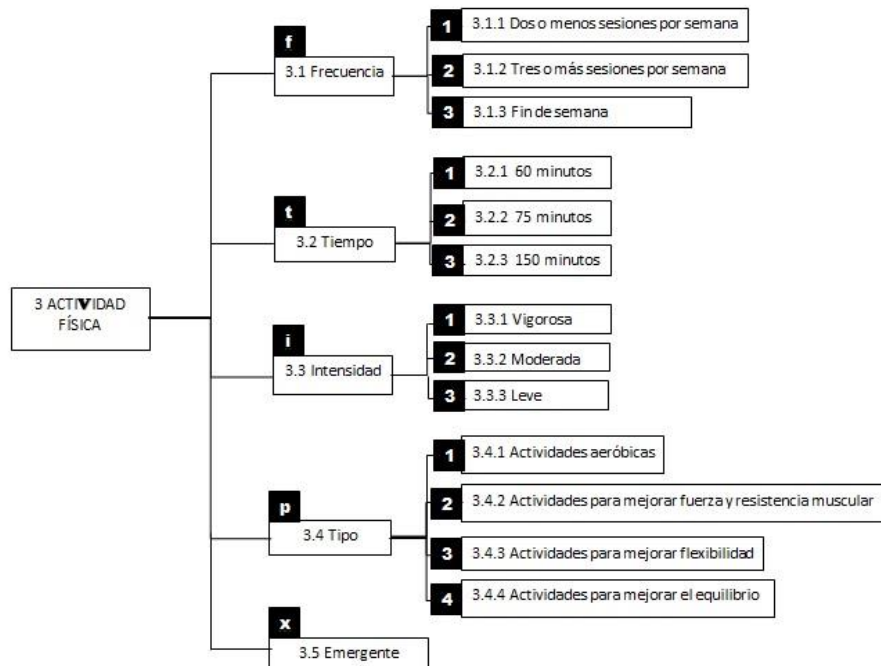 3 ACTIVIDAD
FÍSICA
f
3.1 Frecuencia
1 3.1.1 Dos o menos sesiones por semana
2 3.1.2 Tres o más sesiones por semana
3 3.1.3 Fin de semana
t
3.2 Tiempo
1 3.2.1 60 minutos
2 3.2.2 75 minutos
3 3.2.3 150 minutos
i
3.3 Intensidad
1 3.3.1 Vigorosa
2 3.3.2 Moderada
3 3.3.3 Leve
p
3.4 Tipo
1 3.4.1 Actividades aeróbicas
2 3.4.2 Actividades para mejorar fuerza y resistencia muscular
3 3.4.3 Actividades para mejorar flexibilidad
4 3.4.4 Actividades para mejorar el equilibrio
x
3.5 Emergente